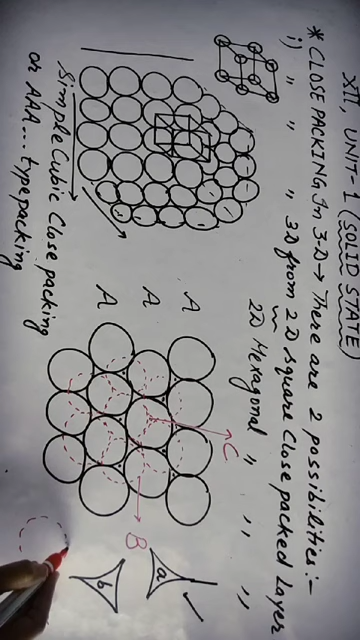 XII, UNIT-1 (SOLID STATE)
* CLOSE PACKING In 3-D → There are 2 possibilities:-
i) " " " 3D from 2D square close packed Layer
2D Hexagonal " " "
A
A
A
C
B
a
b
Simple Cubic Close packing
or AAA... type packing